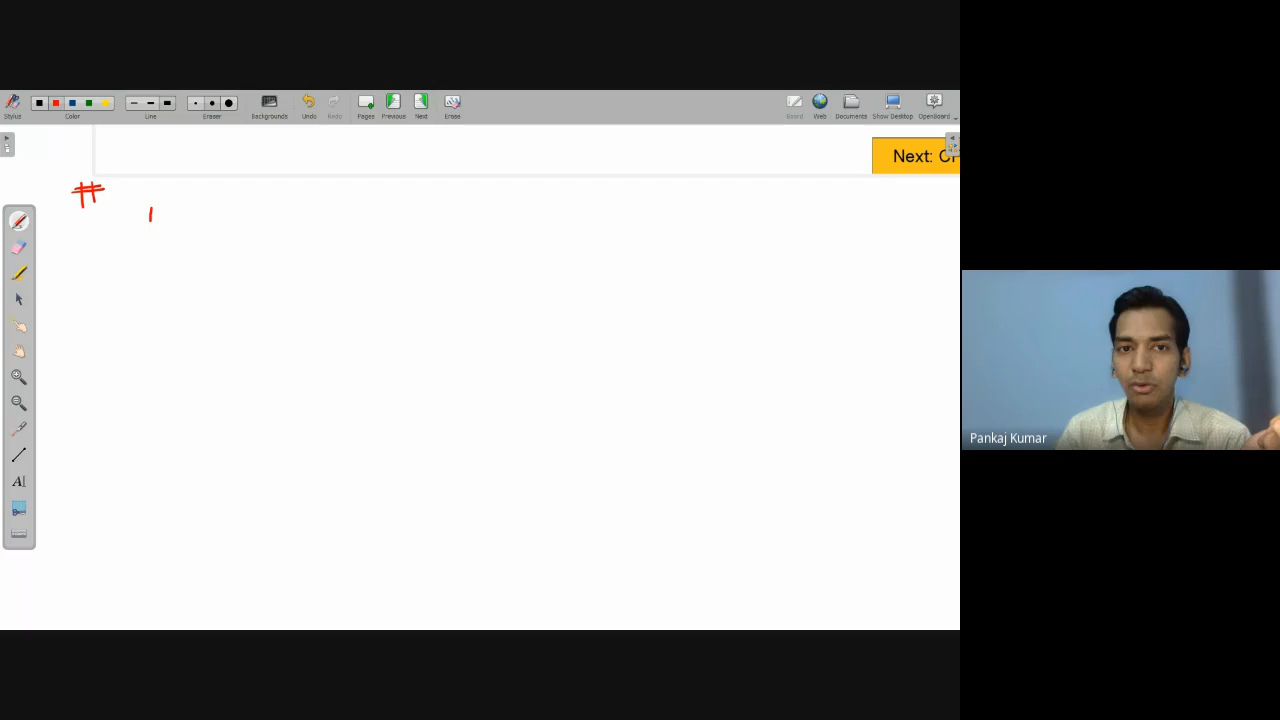 Stylus Color Line Eraser Backgrounds Undo Redo Pages Previous Next Erase Board Web Documents Show Desktop OpenBoard
Next:
#
A
Pankaj Kumar